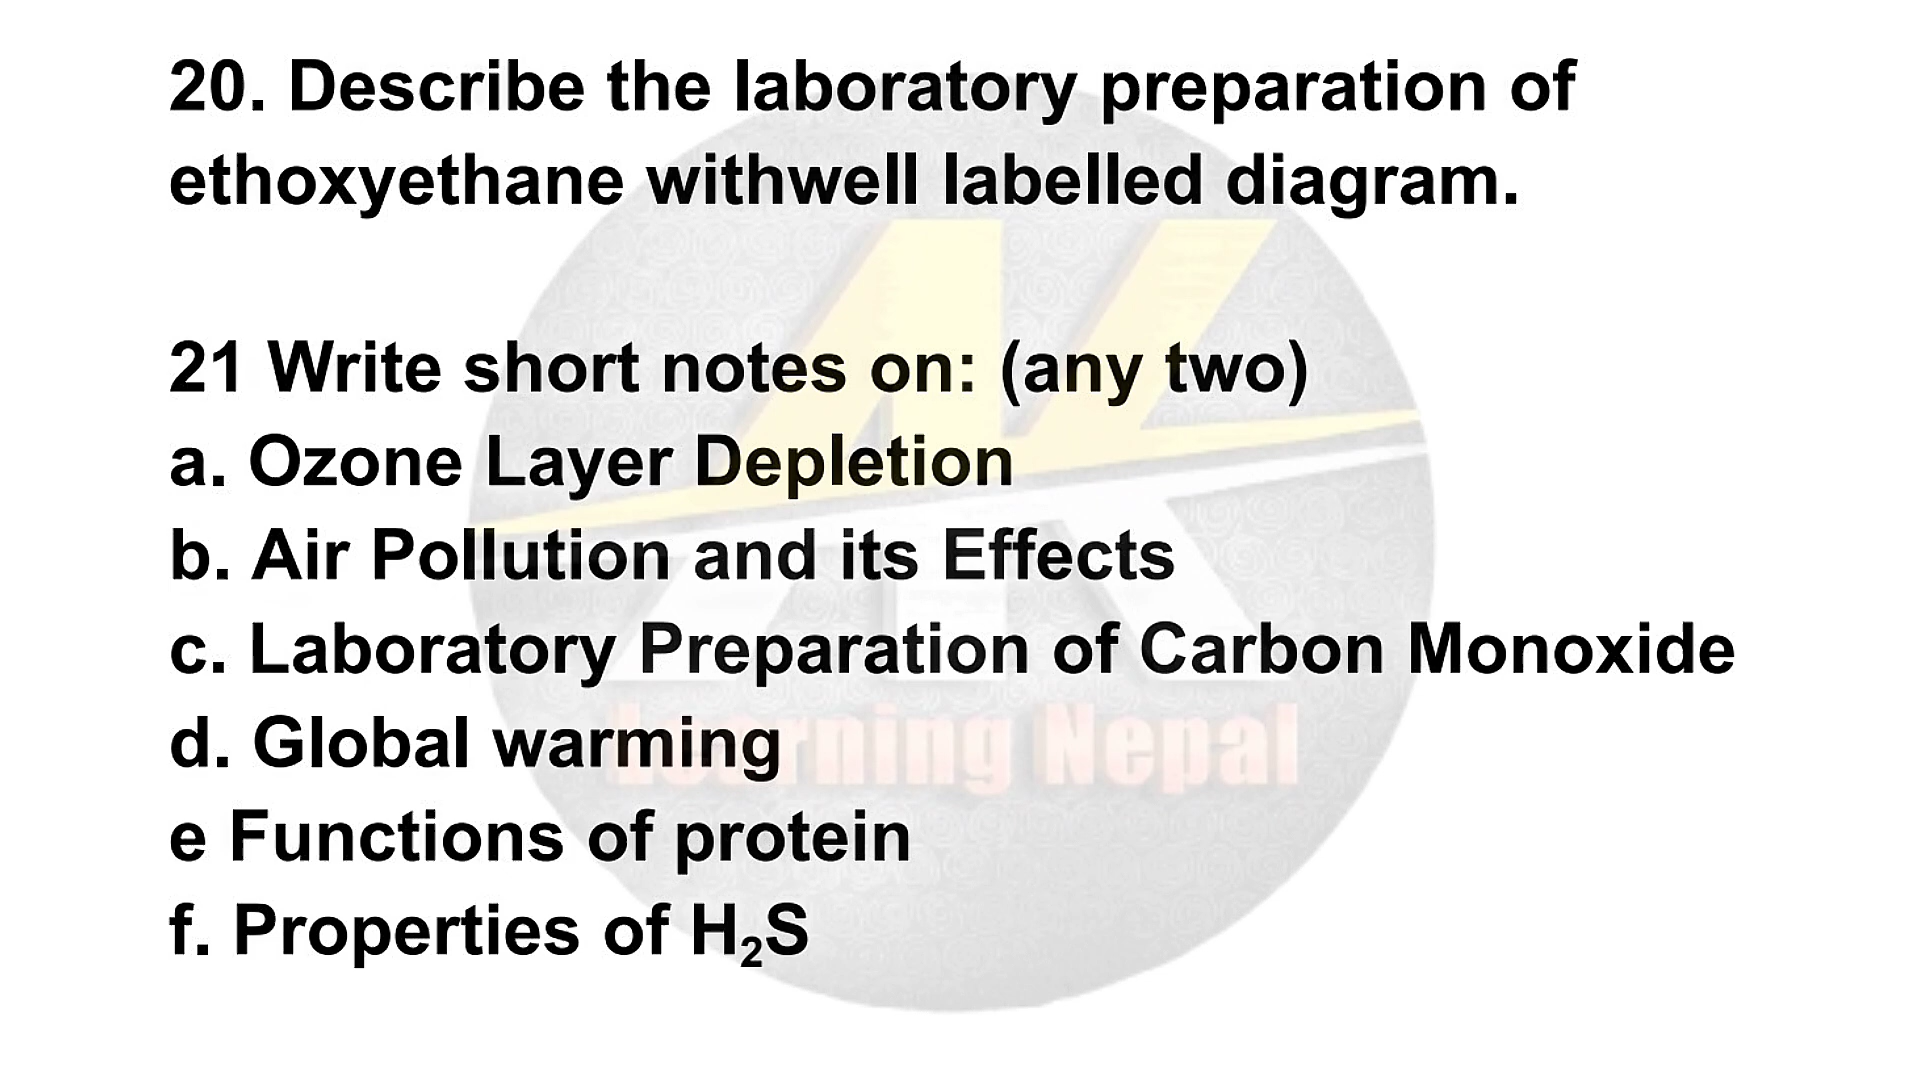 20. Describe the laboratory preparation of
ethoxyethane withwell labelled diagram.
21 Write short notes on: (any two)
a. Ozone Layer Depletion
b. Air Pollution and its Effects
c. Laboratory Preparation of Carbon Monoxide
d. Global warming
Learning Nepal
e Functions of protein
f. Properties of H₂S